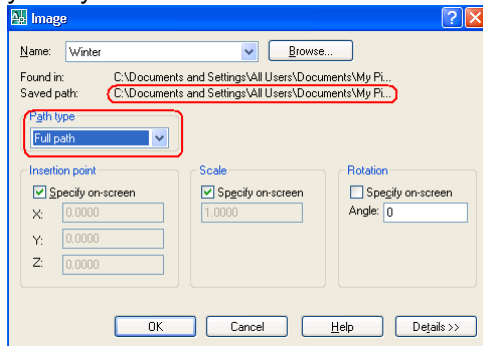 Image
Name: Winter Browse...
Found in: C:\Documents and Settings\All Users\Documents\My Pi...
Saved path: C:\Documents and Settings\All Users\Documents\My Pi...
Path type
Full path
Insertion point Scale Rotation
Specify on-screen Specify on-screen Specify on-screen
X: 0.0000 1.0000 Angle: 0
Y: 0.0000
Z: 0.0000
OK Cancel Help Details >>